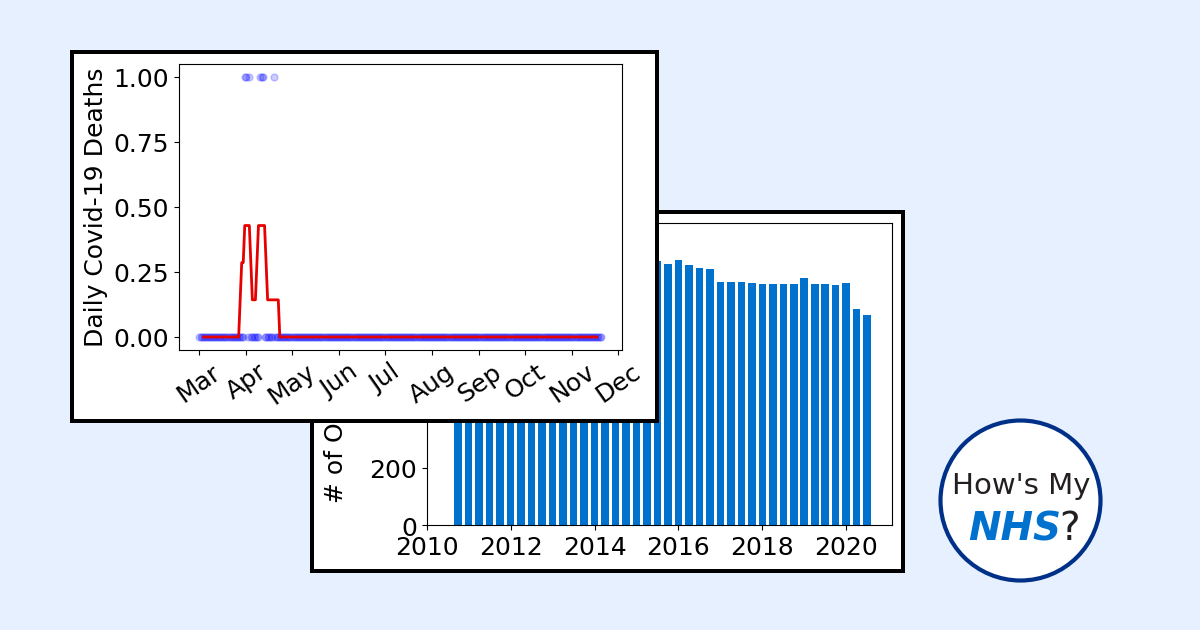 Daily Covid-19 Deaths
1.00
0.75
0.50
0.25
0.00
Mar Apr May Jun Jul Aug Sep Oct Nov Dec
# of O
200
0
2010 2012 2014 2016 2018 2020
How's My
NHS?